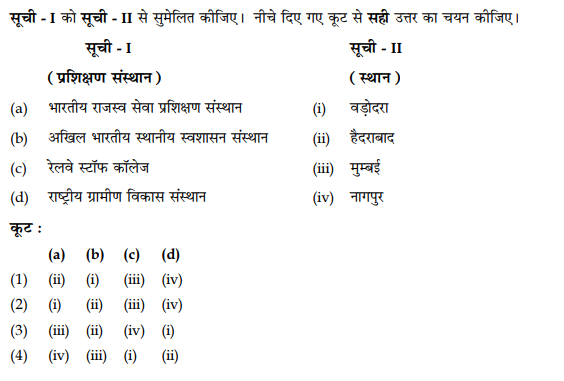 सूची - I को सूची - II से सुमेलित कीजिए। नीचे दिए गए कूट से सही उत्तर का चयन कीजिए।
सूची - I सूची - II
( प्रशिक्षण संस्थान ) ( स्थान )
(a) भारतीय राजस्व सेवा प्रशिक्षण संस्थान (i) वड़ोदरा
(b) अखिल भारतीय स्थानीय स्वशासन संस्थान (ii) हैदराबाद
(c) रेलवे स्टॉफ कॉलेज (iii) मुम्बई
(d) राष्ट्रीय ग्रामीण विकास संस्थान (iv) नागपुर
कूट :
(a) (b) (c) (d)
(1) (ii) (i) (iii) (iv)
(2) (i) (ii) (iii) (iv)
(3) (iii) (ii) (iv) (i)
(4) (iv) (iii) (i) (ii)